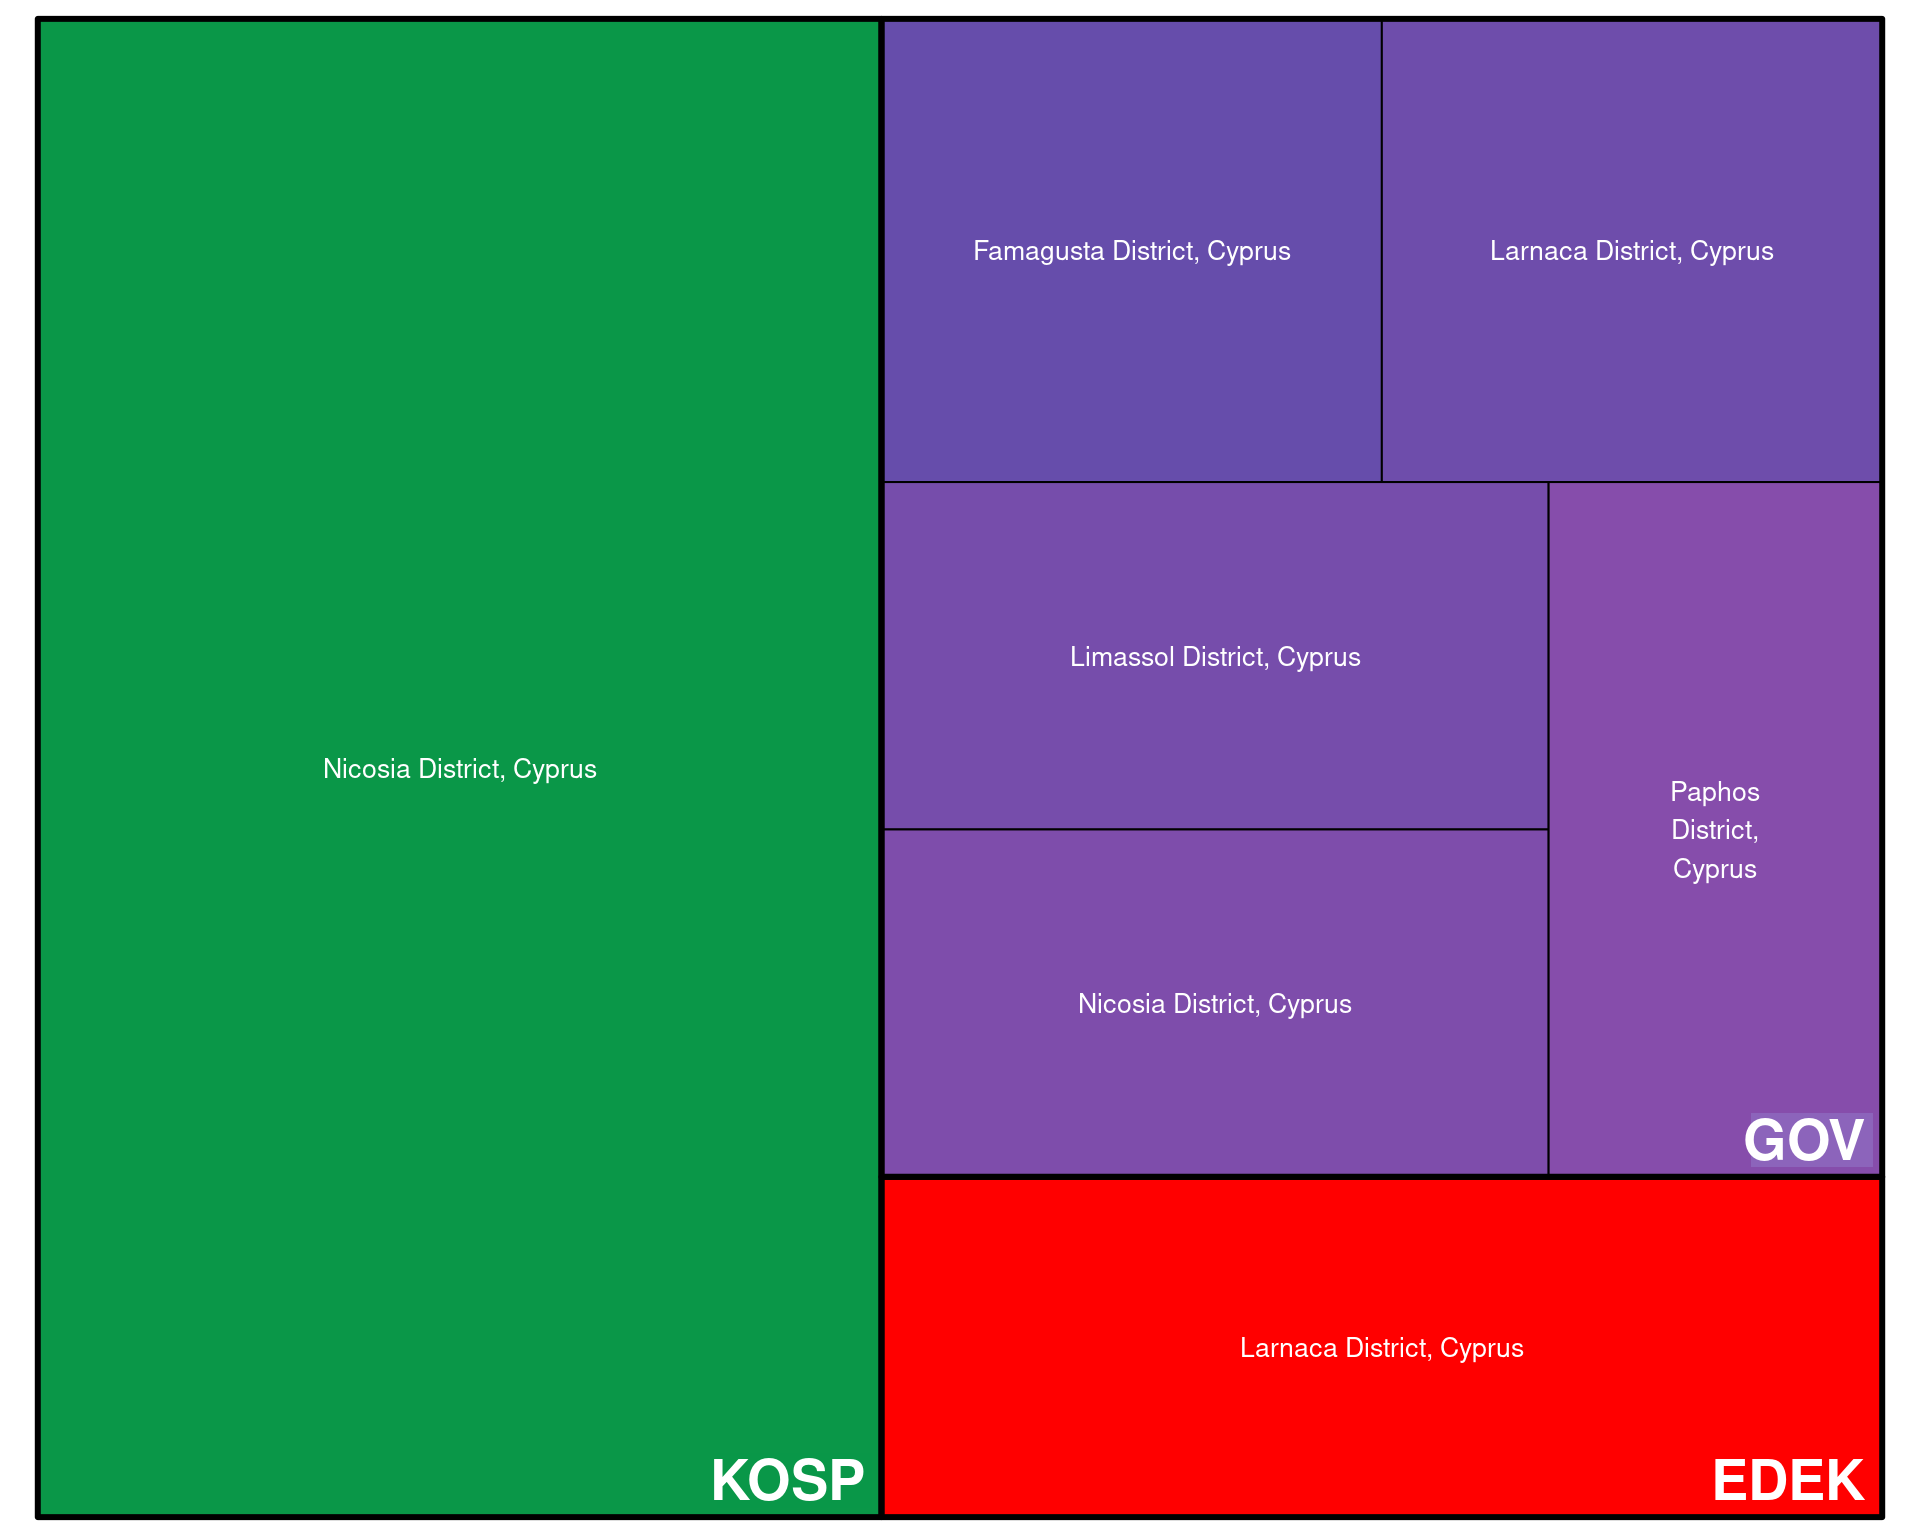 Nicosia District, Cyprus
KOSP
Famagusta District, Cyprus
Larnaca District, Cyprus
Limassol District, Cyprus
Paphos
District,
Cyprus
Nicosia District, Cyprus
GOV
Larnaca District, Cyprus
EDEK